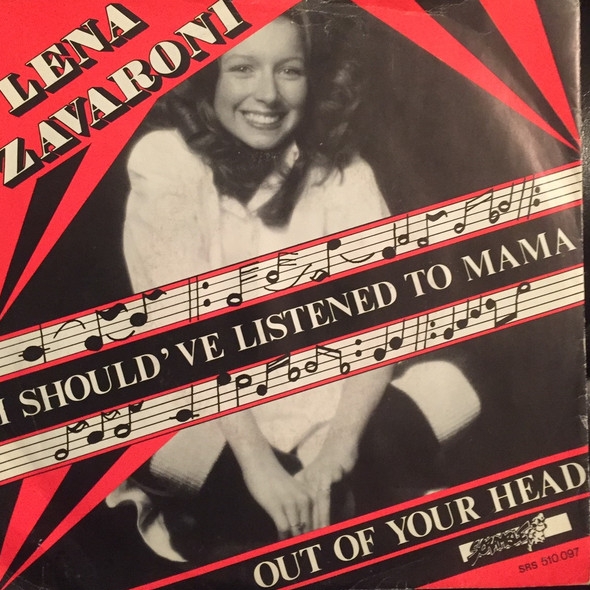 LENA
ZAVARONI
I SHOULD'VE LISTENED TO MAMA
OUT OF YOUR HEAD
SRS 510 097